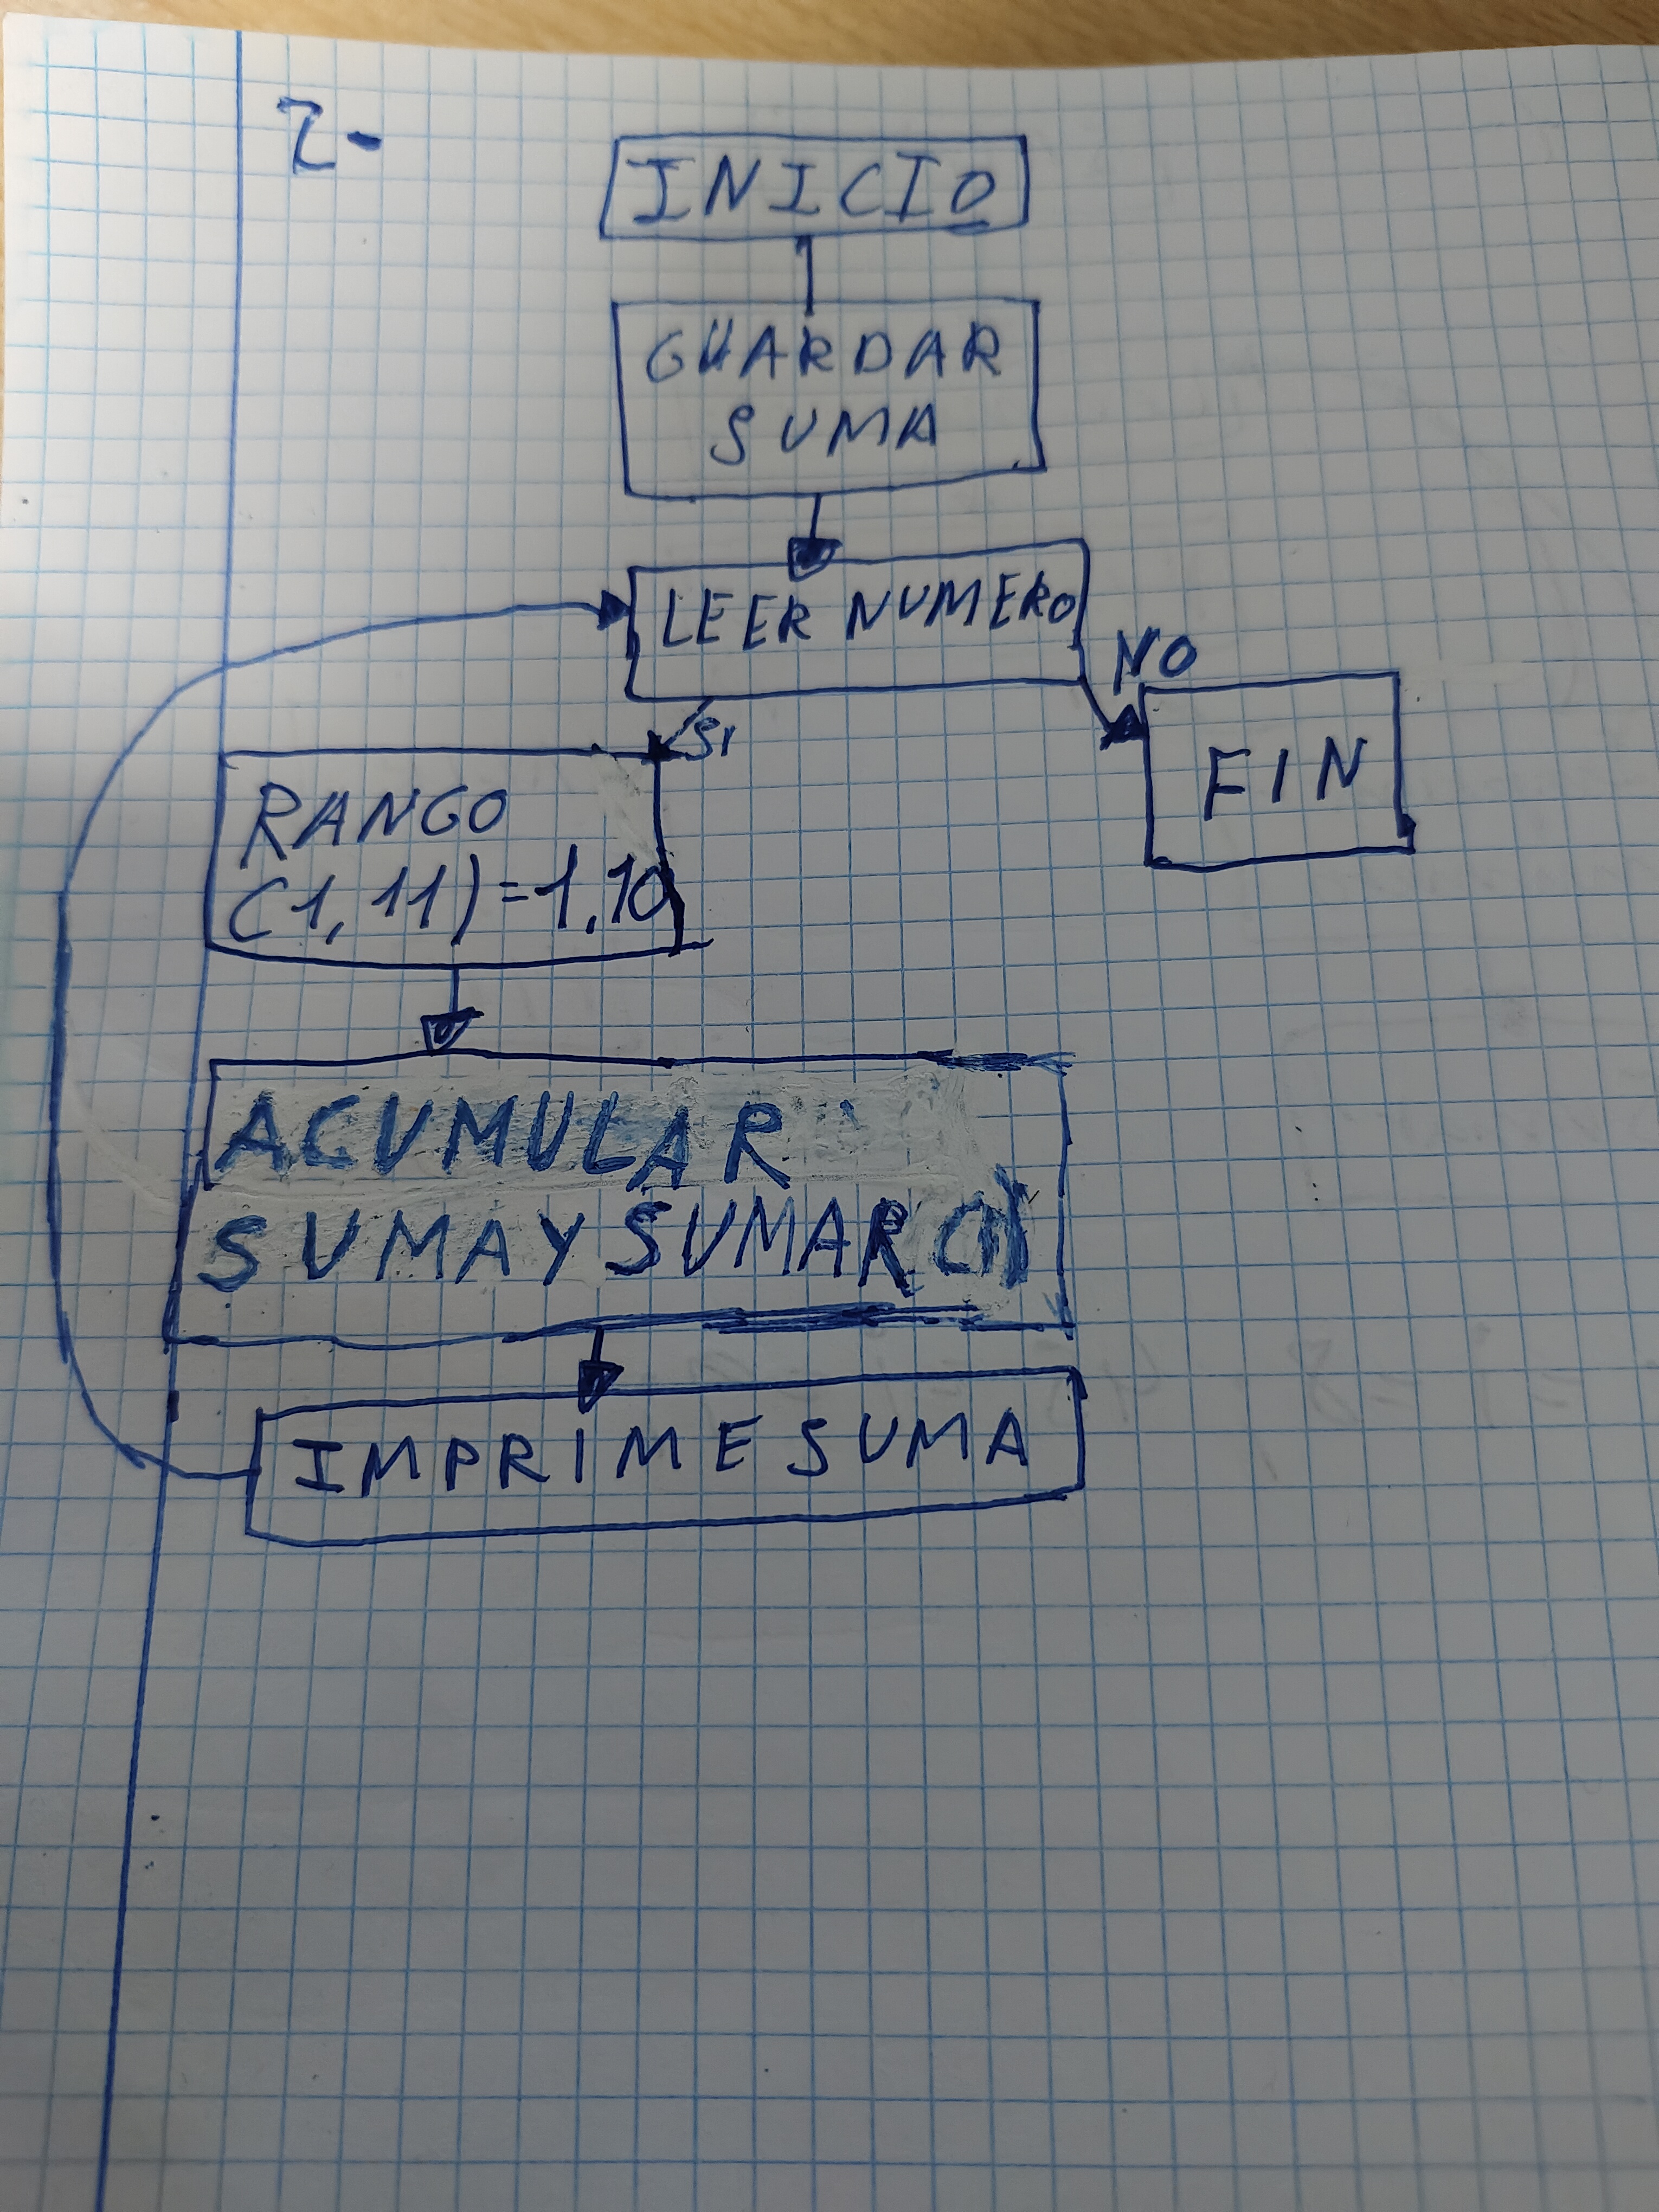 2-
INICIO
GUARDAR
SUMA
LEER NUMERO
NO
SI
FIN
RANGO
(1,11)=1,10
ACUMULAR
SUMA Y SUMAR (1)
IMPRIME SUMA